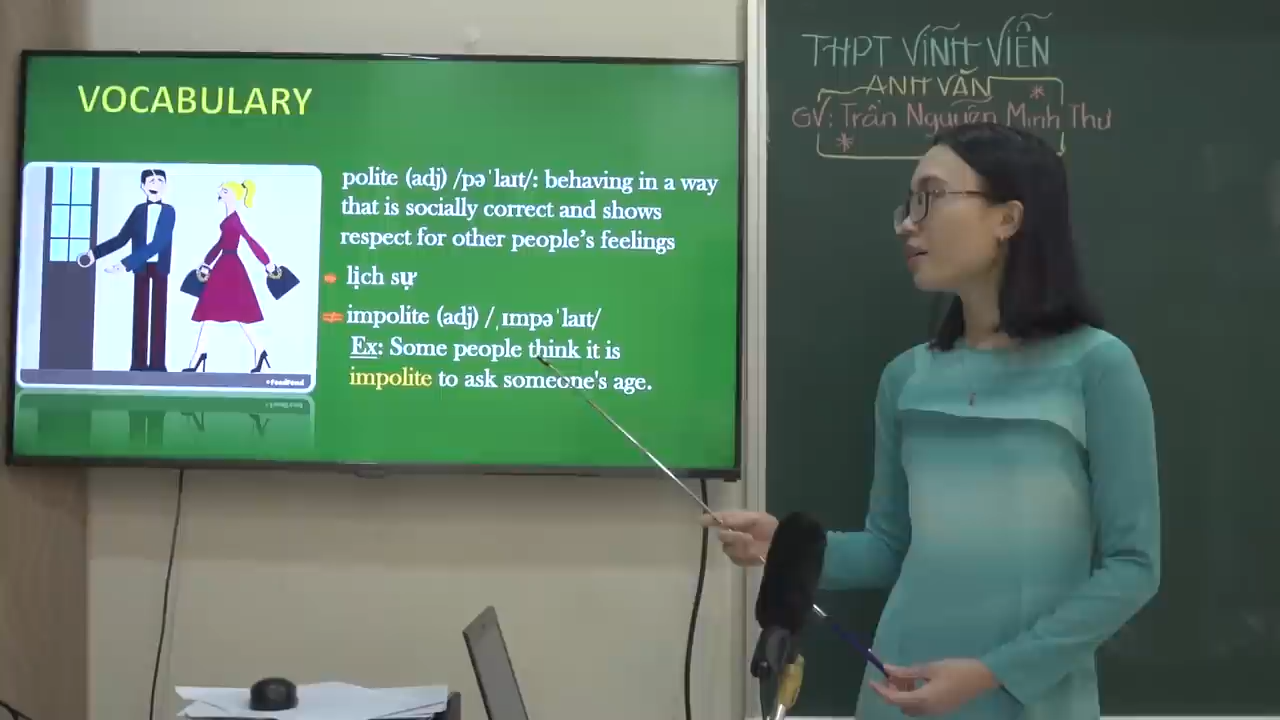 VOCABULARY
polite (adj) /pəˈlaɪt/: behaving in a way
that is socially correct and shows
respect for other people's feelings
lịch sự
≠ impolite (adj) /ˌɪmpəˈlaɪt/
Ex: Some people think it is
impolite to ask someone's age.
THPT VĨNH VIỄN
ANH VĂN
GV: Trần Nguyễn Minh Thư